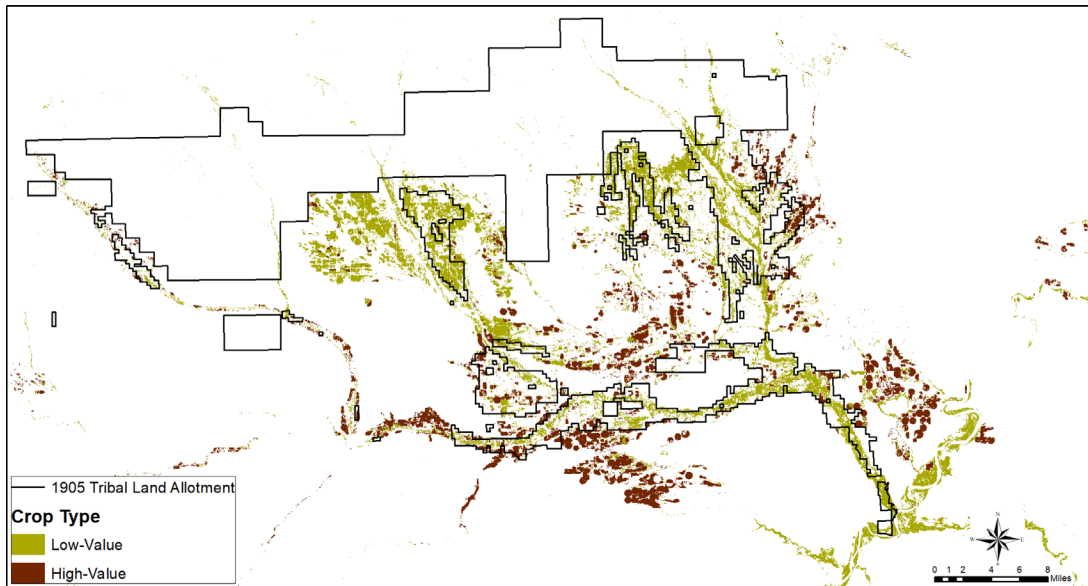 1905 Tribal Land Allotment
Crop Type
Low-Value
High-Value
N
W
E
S
0 1 2 4 6 8
Miles